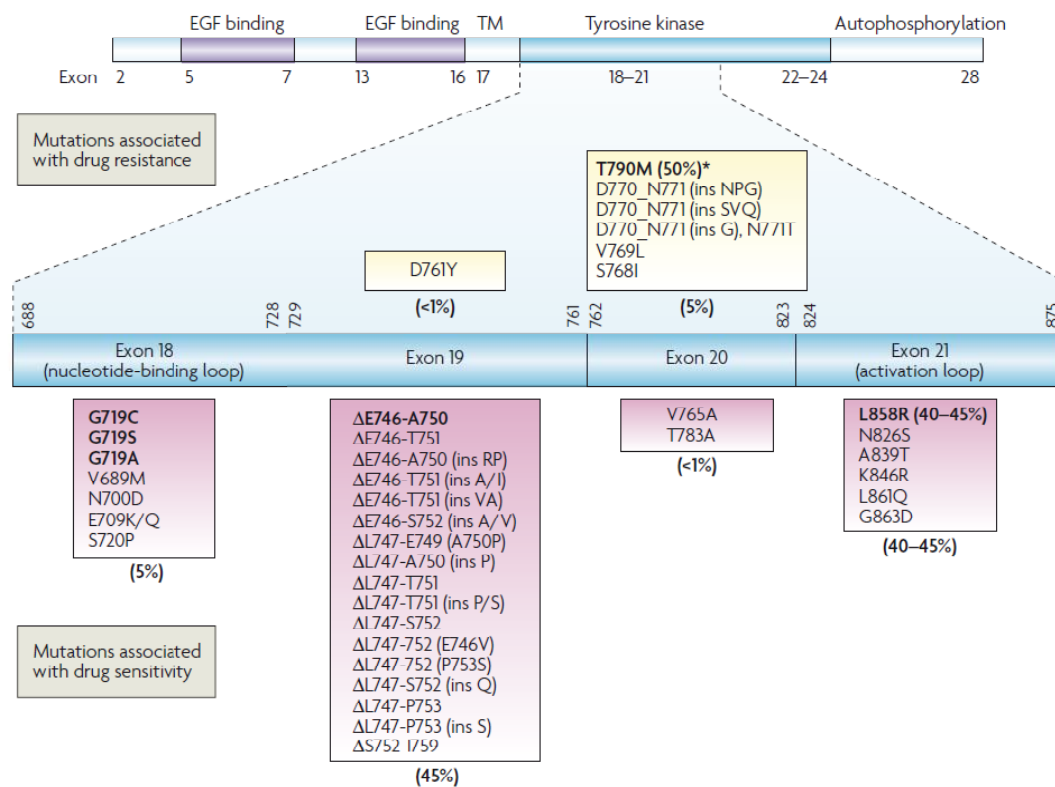 EGF binding EGF binding TM Tyrosine kinase Autophosphorylation
Exon 2 5 7 13 16 17 18–21 22–24 28
Mutations associated
with drug resistance
T790M (50%)*
D770_N771 (ins NPG)
D770_N771 (ins SVQ)
D770_N771 (ins G), N771T
V769L
S768I
(5%)
D761Y
(<1%)
688 728 729 761 762 823 824 875
Exon 18
(nucleotide-binding loop)
Exon 19
Exon 20
Exon 21
(activation loop)
G719C
G719S
G719A
V689M
N700D
E709K/Q
S720P
(5%)
ΔE746-A750
ΔE746-T751
ΔE746-A750 (ins RP)
ΔE746-T751 (ins A/I)
ΔE746-T751 (ins VA)
ΔE746-S752 (ins A/V)
ΔL747-E749 (A750P)
ΔL747-A750 (ins P)
ΔL747-T751
ΔL747-T751 (ins P/S)
ΔL747-S752
ΔL747-752 (E746V)
ΔL747-752 (P753S)
ΔL747-S752 (ins Q)
ΔL747-P753
ΔL747-P753 (ins S)
ΔS752-I759
(45%)
V765A
T783A
(<1%)
L858R (40–45%)
N826S
A839T
K846R
L861Q
G863D
(40–45%)
Mutations associated
with drug sensitivity